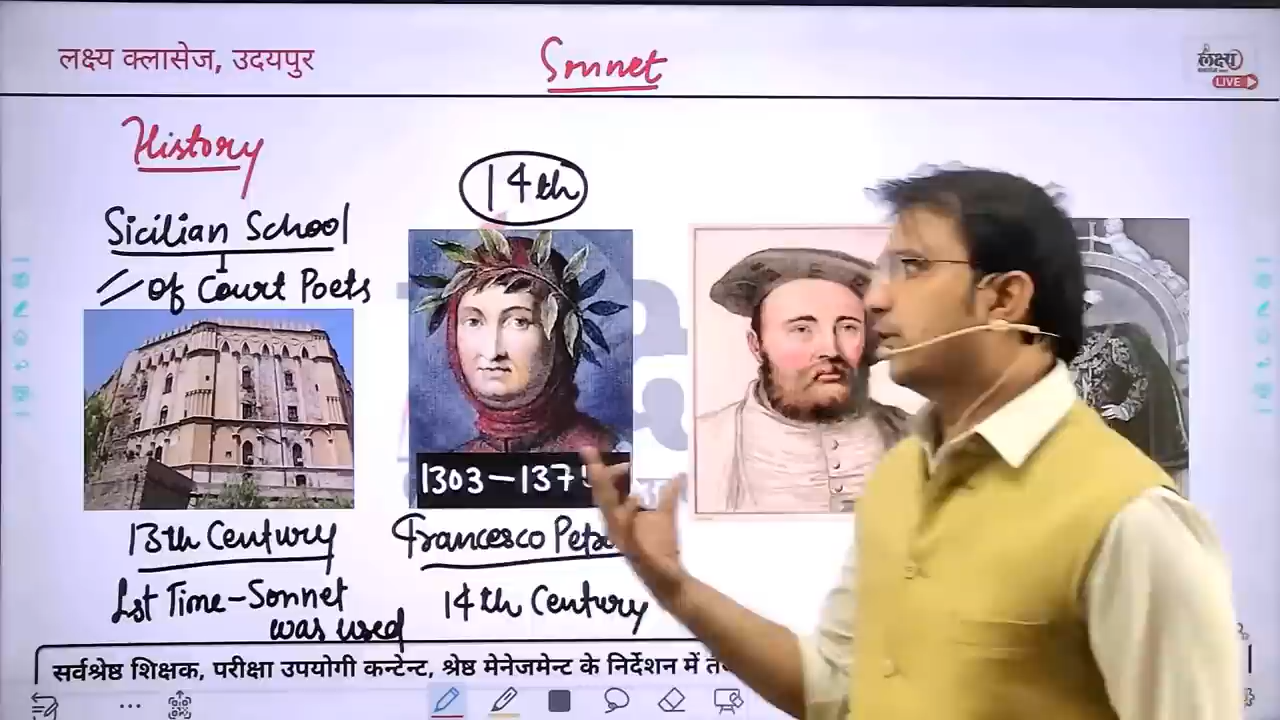 लक्ष्य क्लासेज, उदयपुर
Sonnet
लक्ष्य
LIVE
History
14th
Sicilian School
of Court Poets
1303-137
13th Century
Francesco
1st Time-Sonnet
was used
14th Century
सर्वश्रेष्ठ शिक्षक, परीक्षा उपयोगी कन्टेन्ट, श्रेष्ठ मेनेजमेन्ट के निर्देशन में